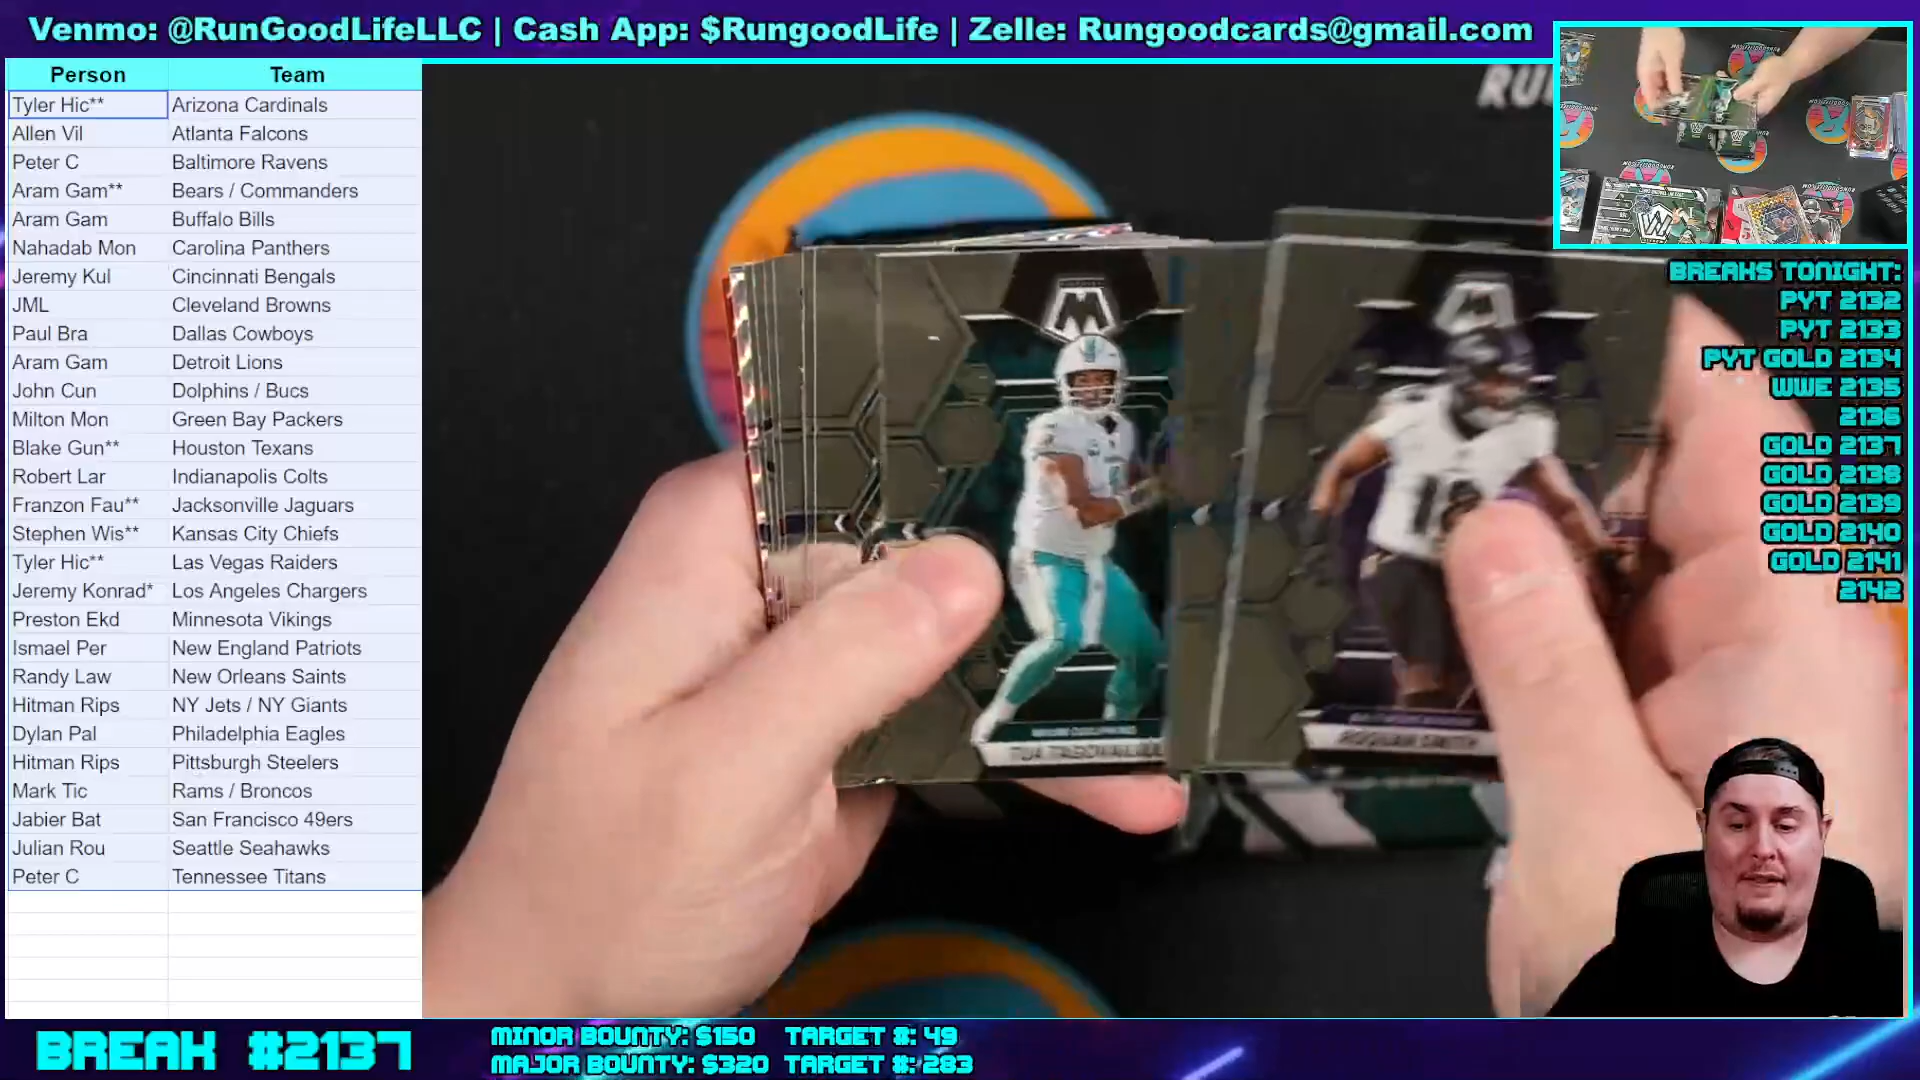 Venmo: @RunGoodLifeLLC | Cash App: $RungoodLife | Zelle: Rungoodcards@gmail.com
Person Team
Tyler Hic** Arizona Cardinals
Allen Vil Atlanta Falcons
Peter C Baltimore Ravens
Aram Gam** Bears / Commanders
Aram Gam Buffalo Bills
Nahadab Mon Carolina Panthers
Jeremy Kul Cincinnati Bengals
JML Cleveland Browns
Paul Bra Dallas Cowboys
Aram Gam Detroit Lions
John Cun Dolphins / Bucs
Milton Mon Green Bay Packers
Blake Gun** Houston Texans
Robert Lar Indianapolis Colts
Franzon Fau** Jacksonville Jaguars
Stephen Wis** Kansas City Chiefs
Tyler Hic** Las Vegas Raiders
Jeremy Konrad* Los Angeles Chargers
Preston Ekd Minnesota Vikings
Ismael Per New England Patriots
Randy Law New Orleans Saints
Hitman Rips NY Jets / NY Giants
Dylan Pal Philadelphia Eagles
Hitman Rips Pittsburgh Steelers
Mark Tic Rams / Broncos
Jabier Bat San Francisco 49ers
Julian Rou Seattle Seahawks
Peter C Tennessee Titans
BREAKS TONIGHT:
PYT 2132
PYT 2133
PYT GOLD 2134
WWE 2135
2136
GOLD 2137
GOLD 2138
GOLD 2139
GOLD 2140
GOLD 2141
2142
MIAMI DOLPHINS
TUA TAGOVAILOA
ROQUAN SMITH
BREAK #2137
MINOR BOUNTY: $150 TARGET #: 49
MAJOR BOUNTY: $320 TARGET #: 283